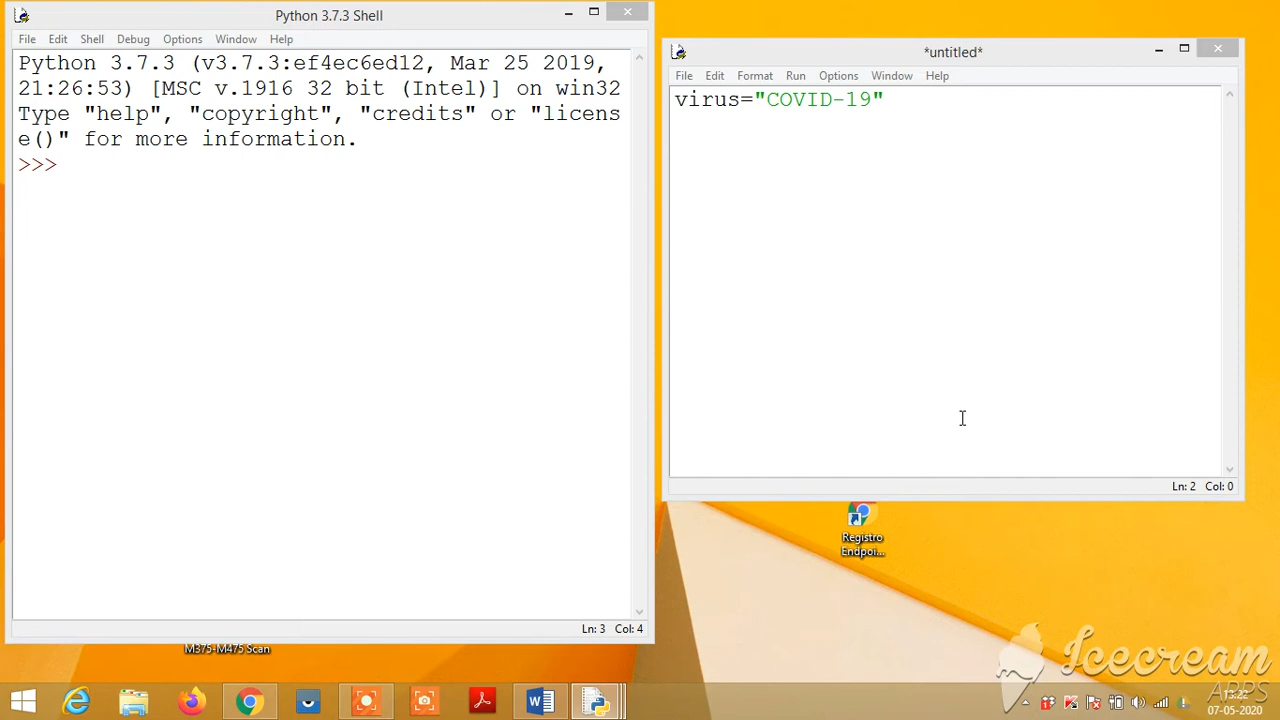 Python 3.7.3 Shell
File Edit Shell Debug Options Window Help
Python 3.7.3 (v3.7.3:ef4ec6ed12, Mar 25 2019,
21:26:53) [MSC v.1916 32 bit (Intel)] on win32
Type "help", "copyright", "credits" or "licens
e()" for more information.
>>>
Ln: 3 Col: 4
*untitled*
File Edit Format Run Options Window Help
virus="COVID-19"
Ln: 2 Col: 0
Registro
Endpoi...
M375-M475 Scan
Icecream
APPS
13:22
07-05-2020